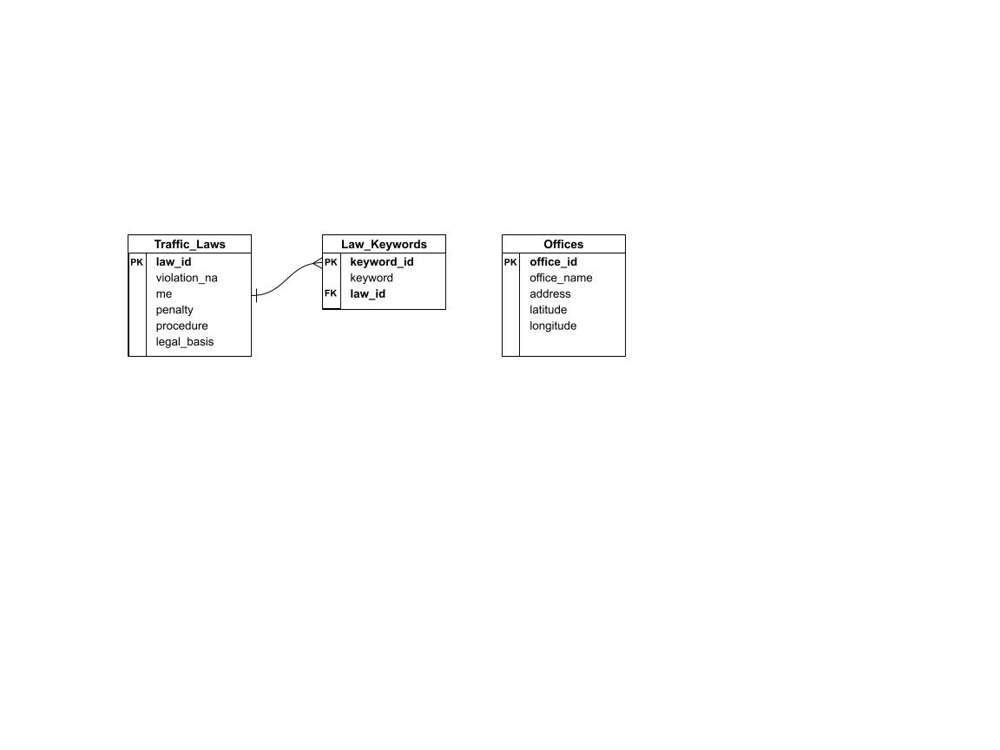 Traffic_Laws
PK law_id
violation_na
me
penalty
procedure
legal_basis
Law_Keywords
PK keyword_id
keyword
FK law_id
Offices
PK office_id
office_name
address
latitude
longitude